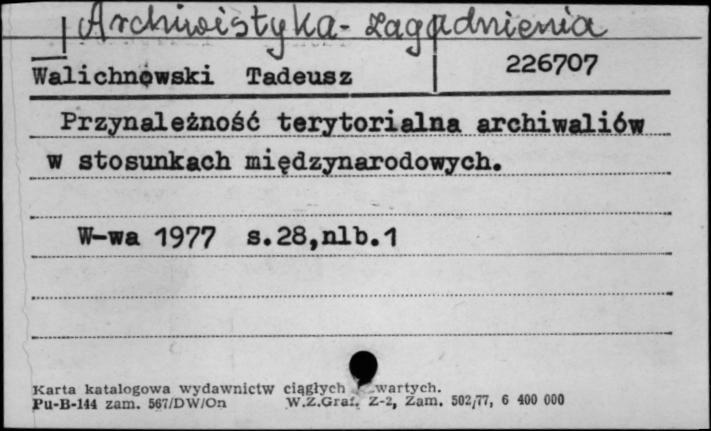 Archiwistyka - zagadnienia
Walichnowski Tadeusz 226707
Przynależność terytorialna archiwaliów
w stosunkach międzynarodowych.
W-wa 1977 s.28,nlb.1
Karta katalogowa wydawnictw ciągłych wartych.
Pu-B-144 zam. 567/DW/On W.Z.Graf. Z-2, Zam. 502/77, 6 400 000